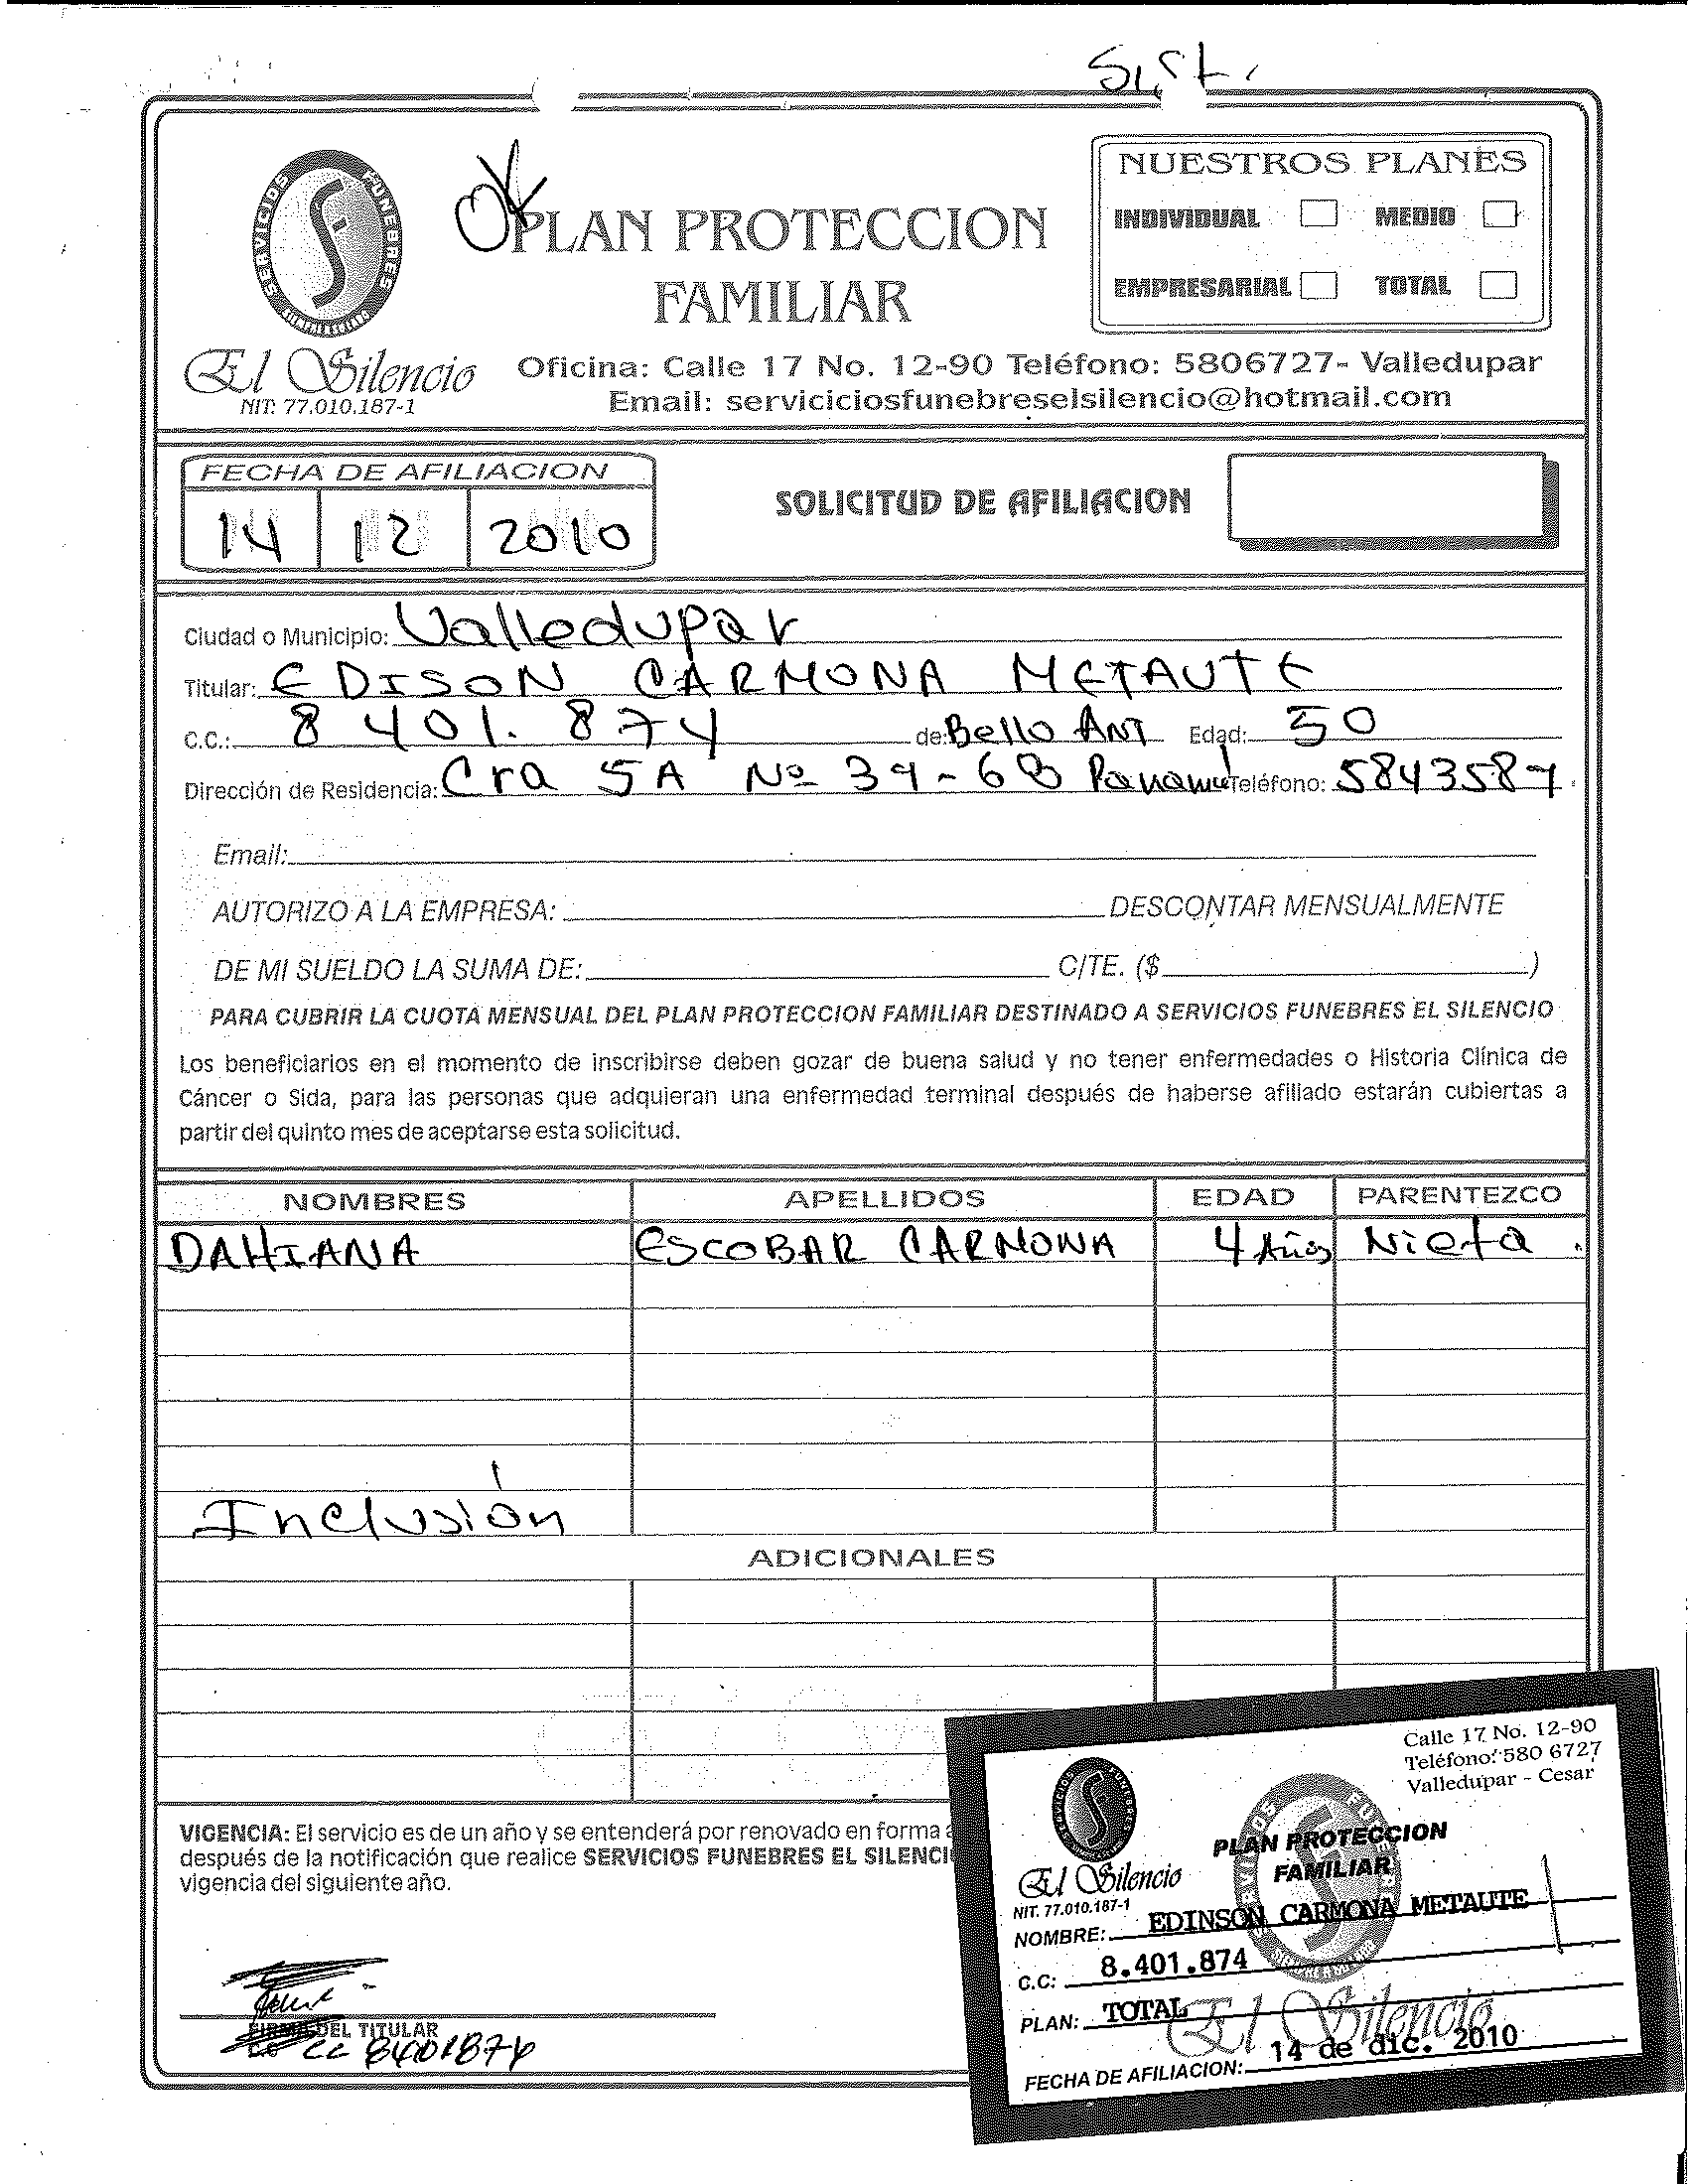 Sist.
NUESTROS PLANES
INDIVIDUAL MEDIO
EMPRESARIAL TOTAL
SERVICIOS FUNEBRES
SIEMPRE A SU LADO
OK
PLAN PROTECCION
FAMILIAR
El Silencio
NIT: 77.010.187-1
Oficina: Calle 17 No. 12-90 Teléfono: 5806727- Valledupar
Email: serviciciosfunebreselsilencio@hotmail.com
FECHA DE AFILIACION
14 12 2010
SOLICITUD DE AFILIACION
Ciudad o Municipio: Valledupar
Titular: EDISON CARMONA METAUTE
C.C.: 8 401. 874 de: Bello ANT Edad: 50
Dirección de Residencia: Cra 5A Nº 39-68 Panamá Teléfono: 5843587.
Email:
AUTORIZO A LA EMPRESA: DESCONTAR MENSUALMENTE
DE MI SUELDO LA SUMA DE: C/TE. ($ )
PARA CUBRIR LA CUOTA MENSUAL DEL PLAN PROTECCION FAMILIAR DESTINADO A SERVICIOS FUNEBRES EL SILENCIO
Los beneficiarios en el momento de inscribirse deben gozar de buena salud y no tener enfermedades o Historia Clínica de
Cáncer o Sida, para las personas que adquieran una enfermedad terminal después de haberse afiliado estarán cubiertas a
partir del quinto mes de aceptarse esta solicitud.
NOMBRES APELLIDOS EDAD PARENTEZCO
DAHIANA ESCOBAR CARMONA 4 Años Nieta.
Inclusión
ADICIONALES
VIGENCIA: El servicio es de un año y se entenderá por renovado en forma
después de la notificación que realice SERVICIOS FUNEBRES EL SILENCI
vigencia del siguiente año.
FIRMA DEL TITULAR
CC 8401874
Calle 17 No. 12-90
Teléfono: 580 6727
Valledupar - Cesar
SERVICIOS FUNEBRES
PLAN PROTECCION
FAMILIAR
El Silencio
NIT. 77.010.187-1
NOMBRE: EDINSON CARMONA METAUTE
C.C: 8.401.874
PLAN: TOTAL
El Silencio
FECHA DE AFILIACION: 14 de dic. 2010